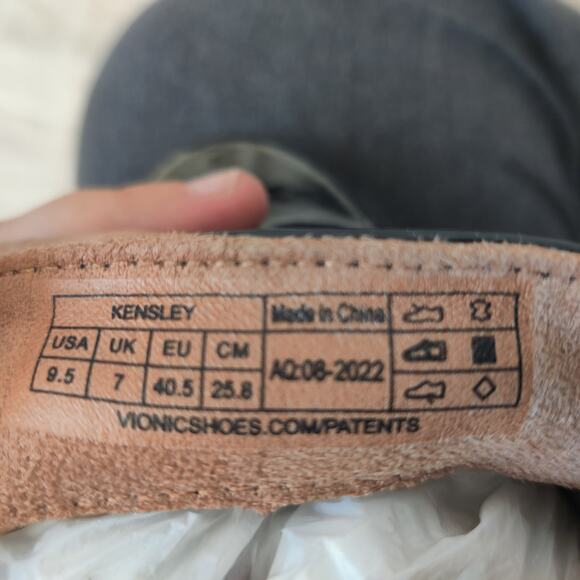 KENSLEY Made in China
USA UK EU CM
9.5 7 40.5 25.8 AQ:08-2022
VIONICSHOES.COM/PATENTS